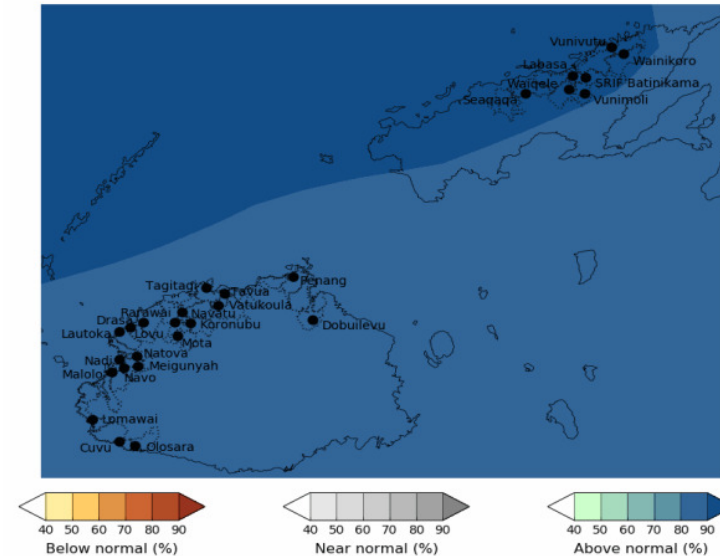 Vunivutu
Wainikoro
Labasa
SRIF Batinikama
Waiqele
Seaqaqa
Vunimoli
Penang
Tagitagi
Tavua
Vatukoula
Rarawai
Navatu
Drasa
Lovu
Koronubu
Dobuilevu
Lautoka
Mota
Natova
Nadi
Meigunyah
Malolo
Navo
Lomawai
Cuvu
Olosara
40 50 60 70 80 90
Below normal (%)
40 50 60 70 80 90
Near normal (%)
40 50 60 70 80 90
Above normal (%)